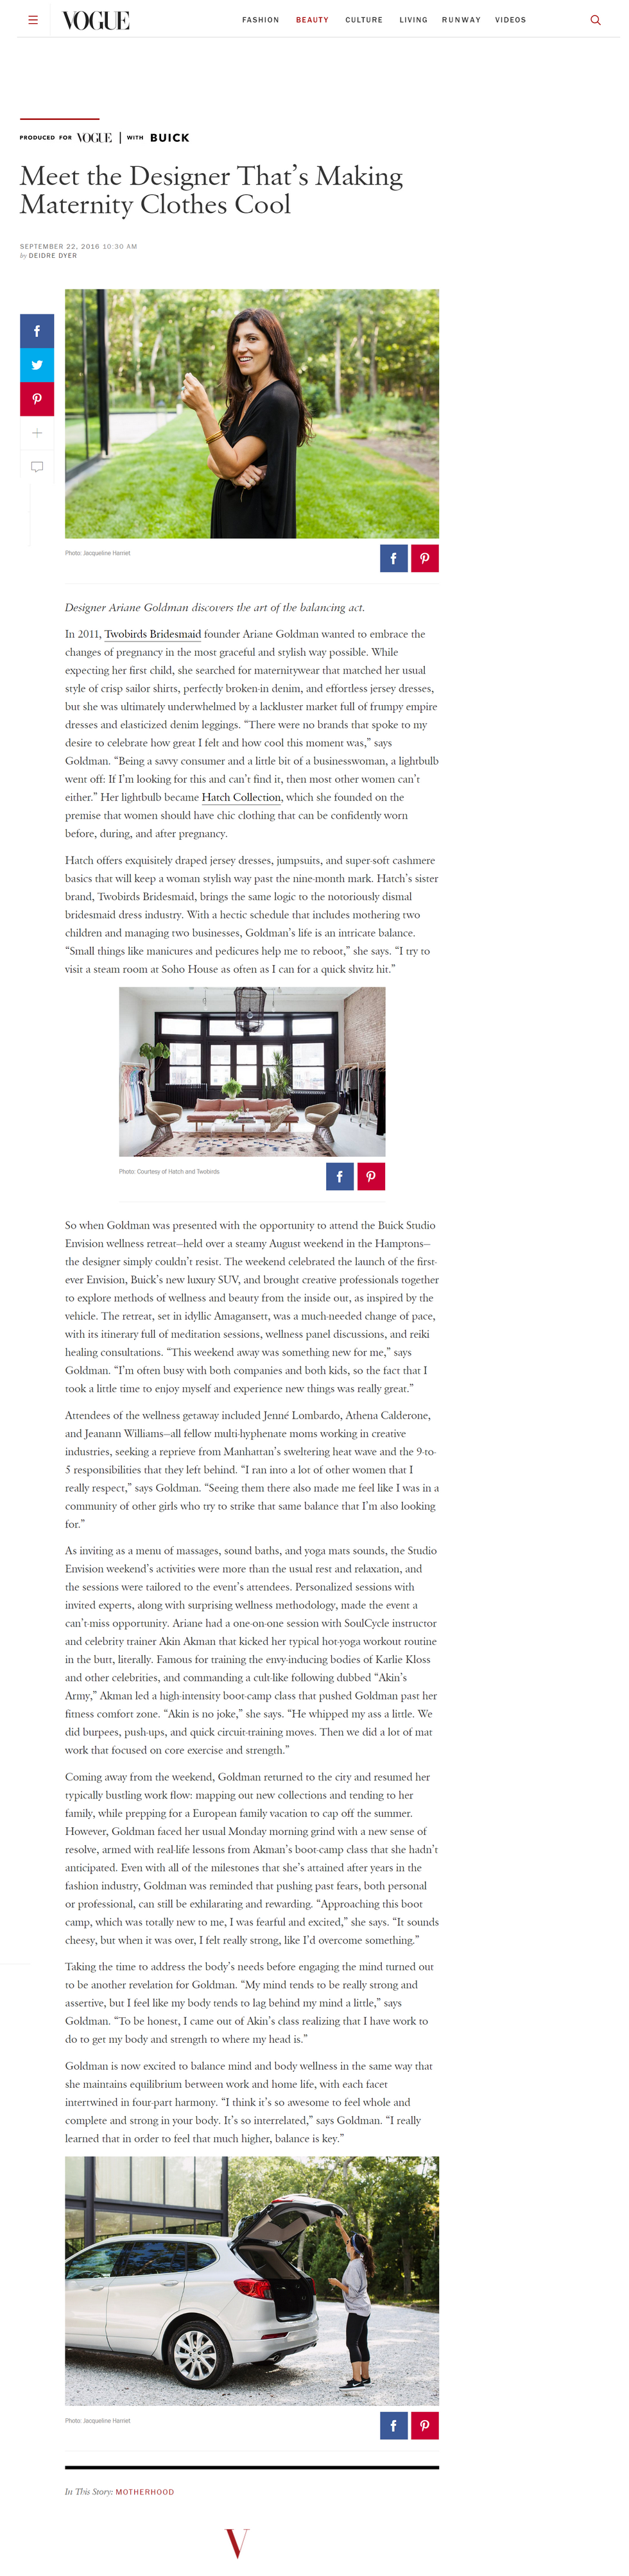 VOGUE
FASHION BEAUTY CULTURE LIVING RUNWAY VIDEOS
PRODUCED FOR VOGUE | WITH BUICK
Meet the Designer That’s Making
Maternity Clothes Cool
SEPTEMBER 22, 2016 10:30 AM
by DEIDRE DYER
Photo: Jacqueline Harriet
Designer Ariane Goldman discovers the art of the balancing act.
In 2011, Twobirds Bridesmaid founder Ariane Goldman wanted to embrace the
changes of pregnancy in the most graceful and stylish way possible. While
expecting her first child, she searched for maternitywear that matched her usual
style of crisp sailor shirts, perfectly broken-in denim, and effortless jersey dresses,
but she was ultimately underwhelmed by a lackluster market full of frumpy empire
dresses and elasticized denim leggings. “There were no brands that spoke to my
desire to celebrate how great I felt and how cool this moment was,” says
Goldman. “Being a savvy consumer and a little bit of a businesswoman, a lightbulb
went off: If I’m looking for this and can’t find it, then most other women can’t
either.” Her lightbulb became Hatch Collection, which she founded on the
premise that women should have chic clothing that can be confidently worn
before, during, and after pregnancy.
Hatch offers exquisitely draped jersey dresses, jumpsuits, and super-soft cashmere
basics that will keep a woman stylish way past the nine-month mark. Hatch’s sister
brand, Twobirds Bridesmaid, brings the same logic to the notoriously dismal
bridesmaid dress industry. With a hectic schedule that includes mothering two
children and managing two businesses, Goldman’s life is an intricate balance.
“Small things like manicures and pedicures help me to reboot,” she says. “I try to
visit a steam room at Soho House as often as I can for a quick shvitz hit.”
Photo: Courtesy of Hatch and Twobirds
So when Goldman was presented with the opportunity to attend the Buick Studio
Envision wellness retreat—held over a steamy August weekend in the Hamptons—
the designer simply couldn’t resist. The weekend celebrated the launch of the first-
ever Envision, Buick’s new luxury SUV, and brought creative professionals together
to explore methods of wellness and beauty from the inside out, as inspired by the
vehicle. The retreat, set in idyllic Amagansett, was a much-needed change of pace,
with its itinerary full of meditation sessions, wellness panel discussions, and reiki
healing consultations. “This weekend away was something new for me,” says
Goldman. “I’m often busy with both companies and both kids, so the fact that I
took a little time to enjoy myself and experience new things was really great.”
Attendees of the wellness getaway included Jenné Lombardo, Athena Calderone,
and Jeanann Williams—all fellow multi-hyphenate moms working in creative
industries, seeking a reprieve from Manhattan’s sweltering heat wave and the 9-to-
5 responsibilities that they left behind. “I ran into a lot of other women that I
really respect,” says Goldman. “Seeing them there also made me feel like I was in a
community of other girls who try to strike that same balance that I’m also looking
for.”
As inviting as a menu of massages, sound baths, and yoga mats sounds, the Studio
Envision weekend’s activities were more than the usual rest and relaxation, and
the sessions were tailored to the event’s attendees. Personalized sessions with
invited experts, along with surprising wellness methodology, made the event a
can’t-miss opportunity. Ariane had a one-on-one session with SoulCycle instructor
and celebrity trainer Akin Akman that kicked her typical hot-yoga workout routine
in the butt, literally. Famous for training the envy-inducing bodies of Karlie Kloss
and other celebrities, and commanding a cult-like following dubbed “Akin’s
Army,” Akman led a high-intensity boot-camp class that pushed Goldman past her
fitness comfort zone. “Akin is no joke,” she says. “He whipped my ass a little. We
did burpees, push-ups, and quick circuit-training moves. Then we did a lot of mat
work that focused on core exercise and strength.”
Coming away from the weekend, Goldman returned to the city and resumed her
typically bustling work flow: mapping out new collections and tending to her
family, while prepping for a European family vacation to cap off the summer.
However, Goldman faced her usual Monday morning grind with a new sense of
resolve, armed with real-life lessons from Akman’s boot-camp class that she hadn’t
anticipated. Even with all of the milestones that she’s attained after years in the
fashion industry, Goldman was reminded that pushing past fears, both personal
or professional, can still be exhilarating and rewarding. “Approaching this boot
camp, which was totally new to me, I was fearful and excited,” she says. “It sounds
cheesy, but when it was over, I felt really strong, like I’d overcome something.”
Taking the time to address the body’s needs before engaging the mind turned out
to be another revelation for Goldman. “My mind tends to be really strong and
assertive, but I feel like my body tends to lag behind my mind a little,” says
Goldman. “To be honest, I came out of Akin’s class realizing that I have work to
do to get my body and strength to where my head is.”
Goldman is now excited to balance mind and body wellness in the same way that
she maintains equilibrium between work and home life, with each facet
intertwined in four-part harmony. “I think it’s so awesome to feel whole and
complete and strong in your body. It’s so interrelated,” says Goldman. “I really
learned that in order to feel that much higher, balance is key.”
Photo: Jacqueline Harriet
In This Story: MOTHERHOOD
V